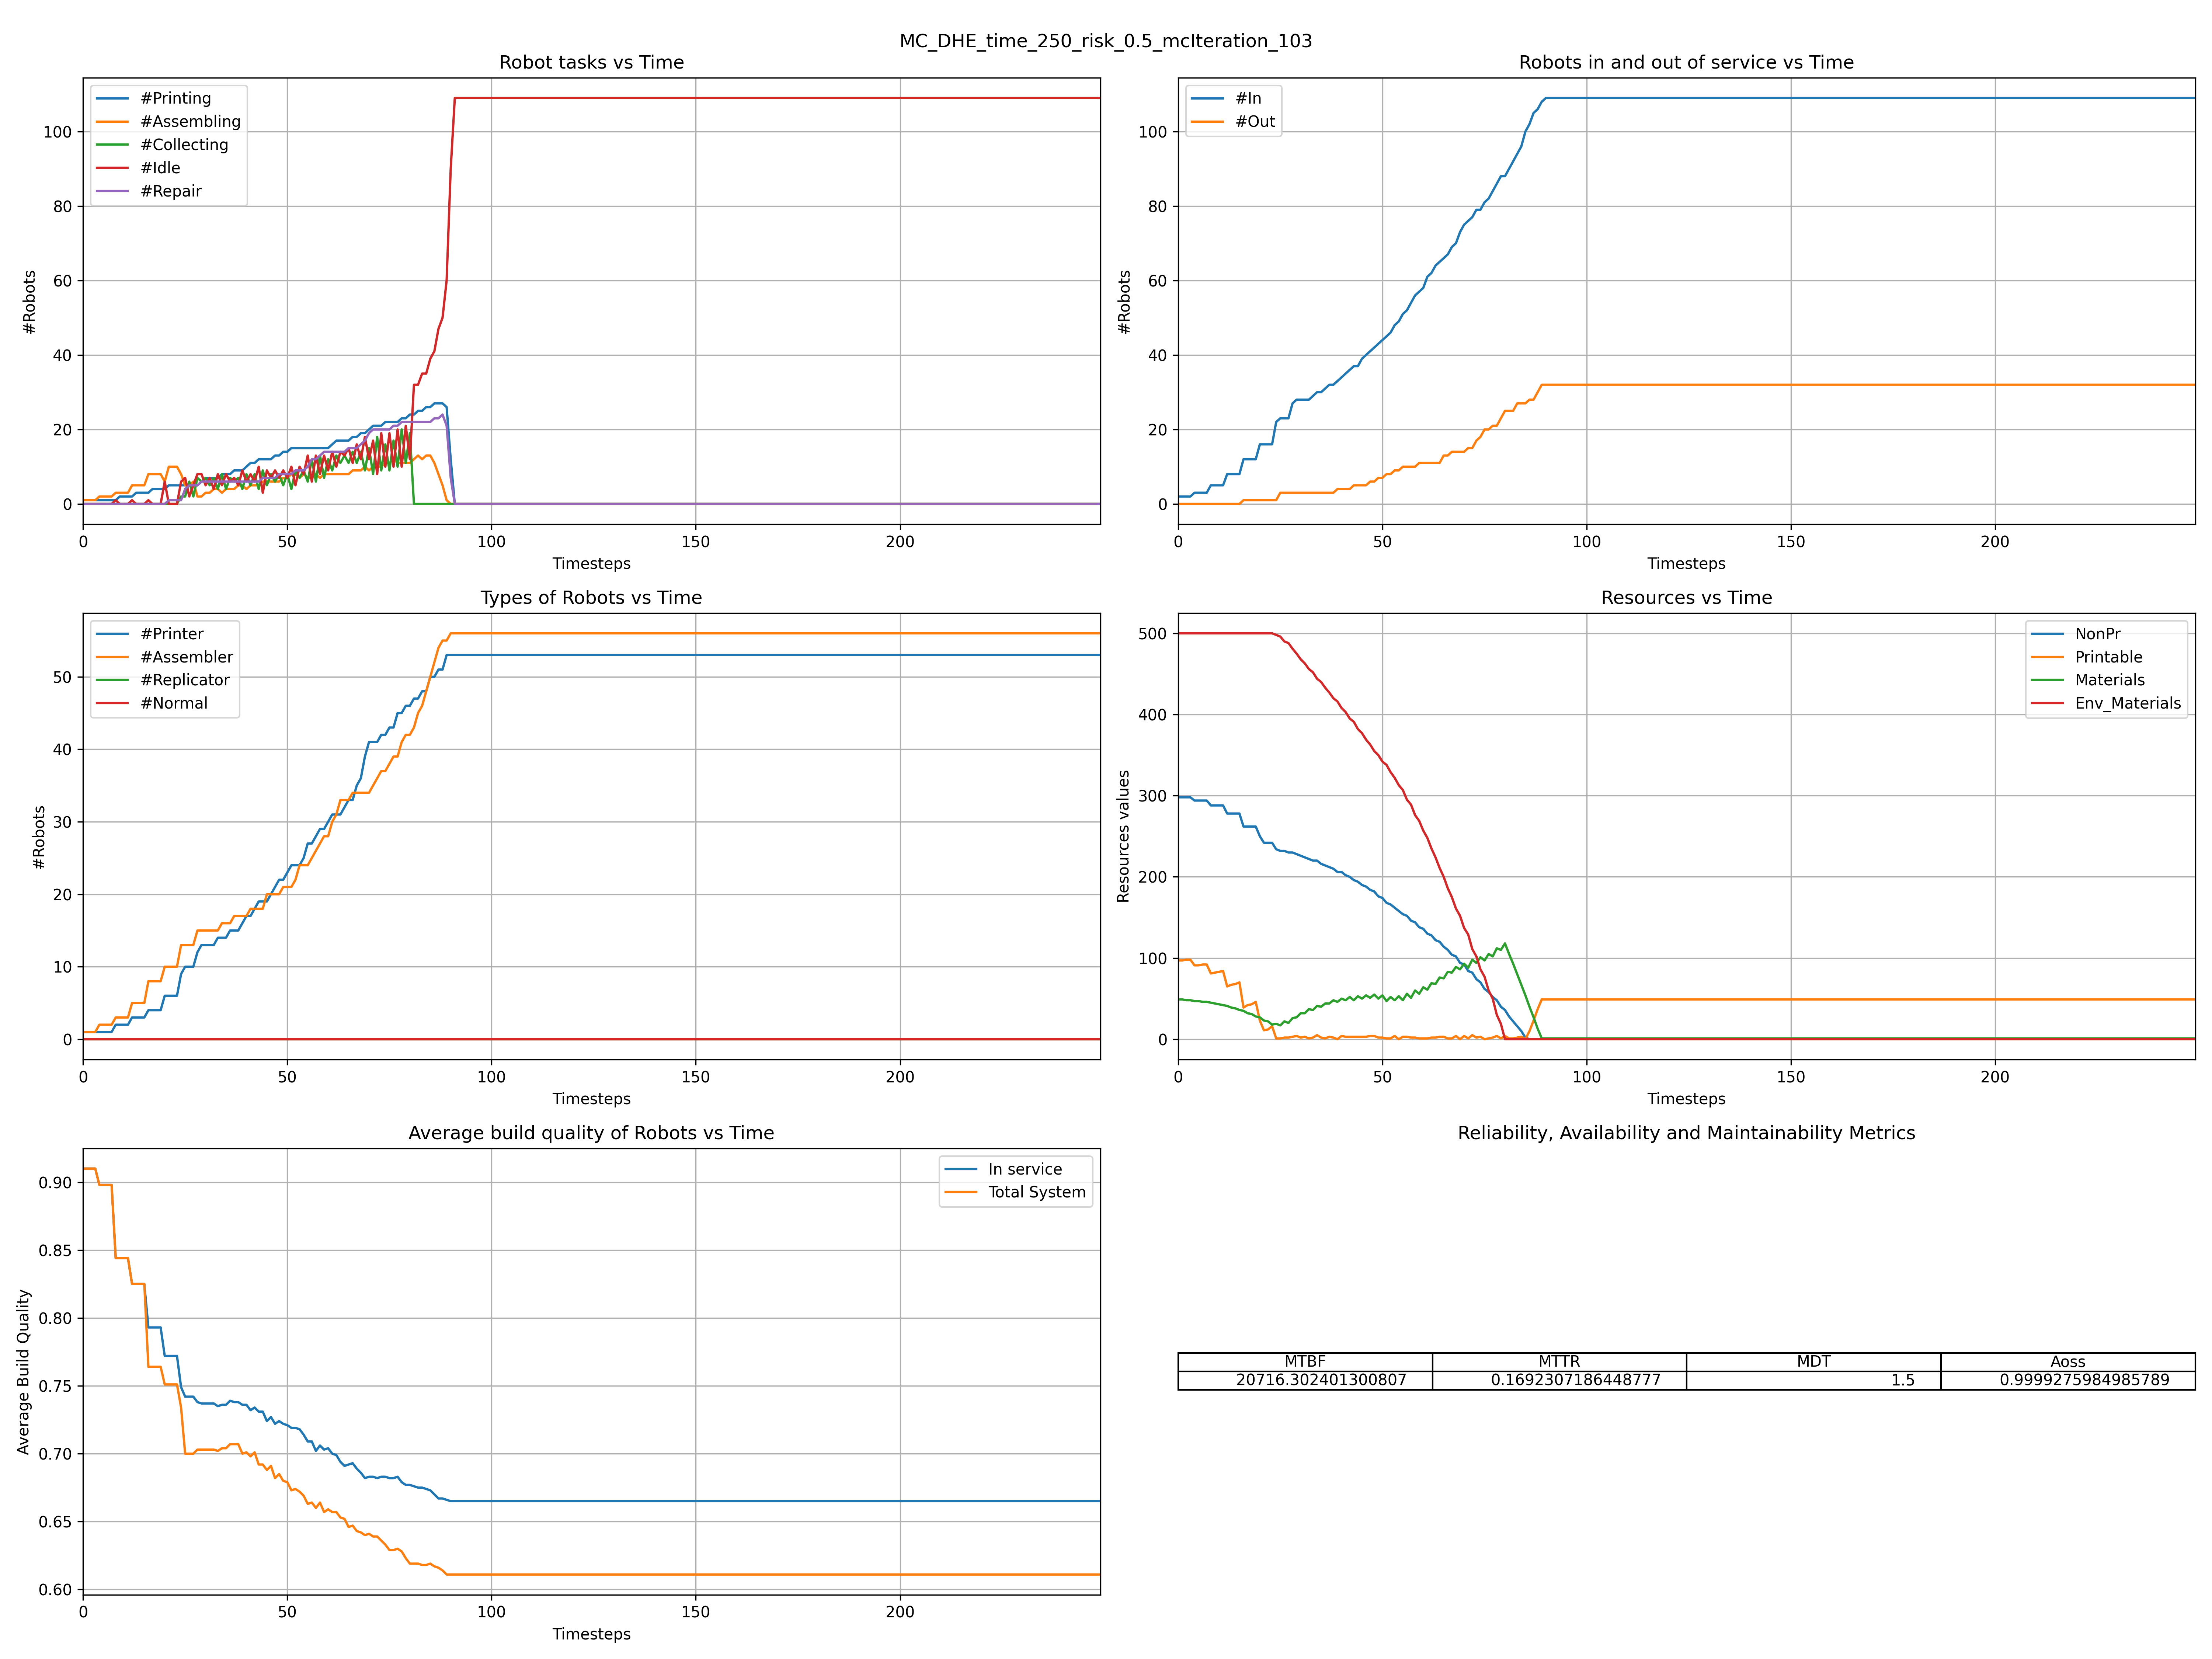 MC_DHE_time_250_risk_0.5_mcIteration_103
Robot tasks vs Time
#Printing
#Assembling
#Collecting
#Idle
#Repair
100
80
60
40
20
0
#Robots
0 50 100 150 200
Timesteps
Robots in and out of service vs Time
#In
#Out
100
80
60
40
20
0
#Robots
0 50 100 150 200
Timesteps
Types of Robots vs Time
#Printer
#Assembler
#Replicator
#Normal
50
40
30
20
10
0
#Robots
0 50 100 150 200
Timesteps
Resources vs Time
NonPr
Printable
Materials
Env_Materials
500
400
300
200
100
0
Resources values
0 50 100 150 200
Timesteps
Average build quality of Robots vs Time
In service
Total System
0.90
0.85
0.80
0.75
0.70
0.65
0.60
Average Build Quality
0 50 100 150 200
Timesteps
Reliability, Availability and Maintainability Metrics
MTBF MTTR MDT Aoss
20716.302401300807 0.1692307186448777 1.5 0.9999275984985789